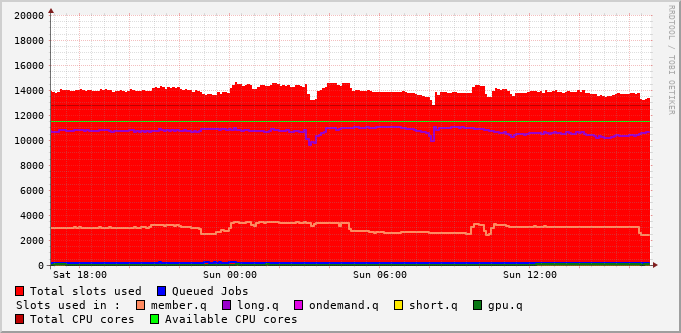 20000
18000
16000
14000
12000
10000
8000
6000
4000
2000
0
Sat 18:00 Sun 00:00 Sun 06:00 Sun 12:00
Total slots used Queued Jobs
Slots used in : member.q long.q ondemand.q short.q gpu.q
Total CPU cores Available CPU cores
RRDTOOL / TOBI OETIKER